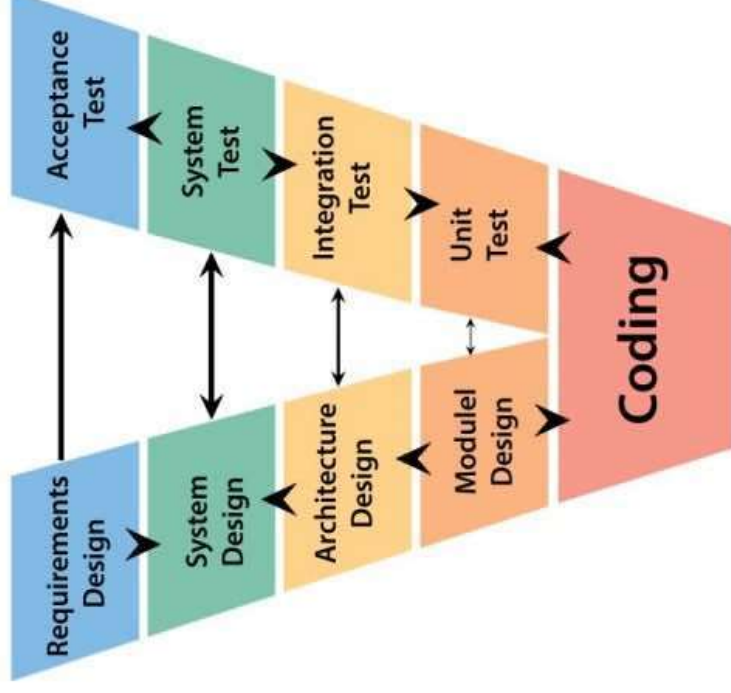 Requirements
Design
System
Design
Architecture
Design
Modulel
Design
Coding
Unit
Test
Integration
Test
System
Test
Acceptance
Test